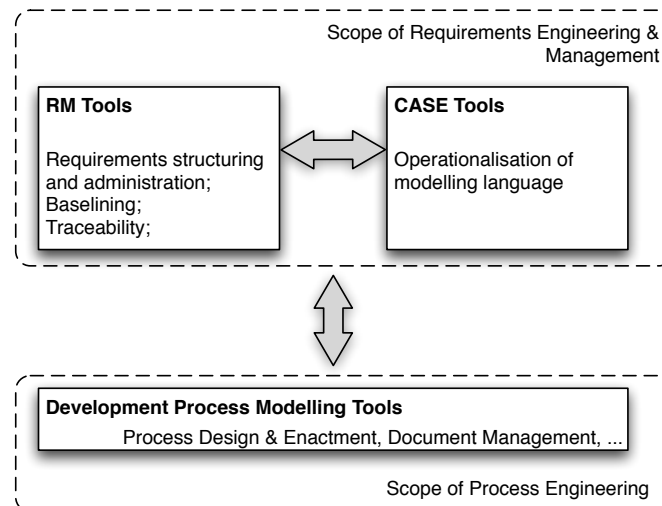 Scope of Requirements Engineering &
Management
RM Tools
Requirements structuring
and administration;
Baselining;
Traceability;
CASE Tools
Operationalisation of
modelling language
Development Process Modelling Tools
Process Design & Enactment, Document Management, ...
Scope of Process Engineering